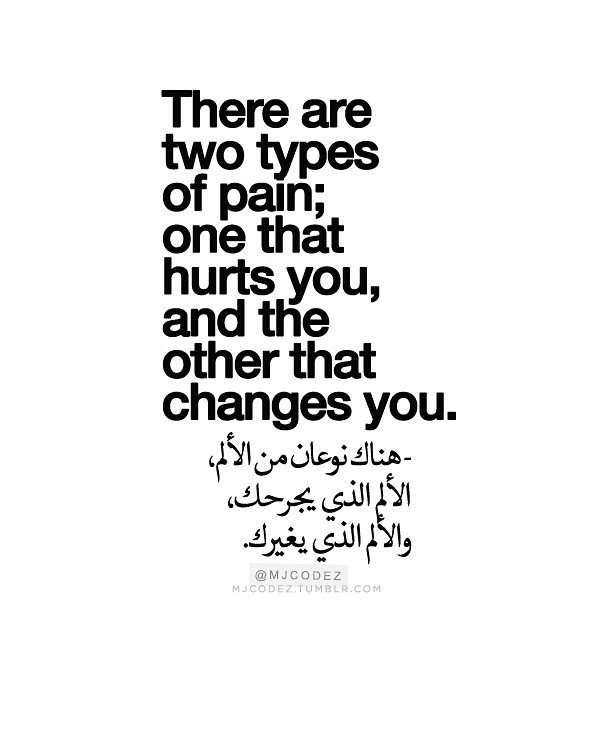 There are
two types
of pain;
one that
hurts you,
and the
other that
changes you.
-هناك نوعان من الألم،
الألم الذي يجرحك،
والألم الذي يغيرك.
@MJCODEZ
MJCODEZ.TUMBLR.COM